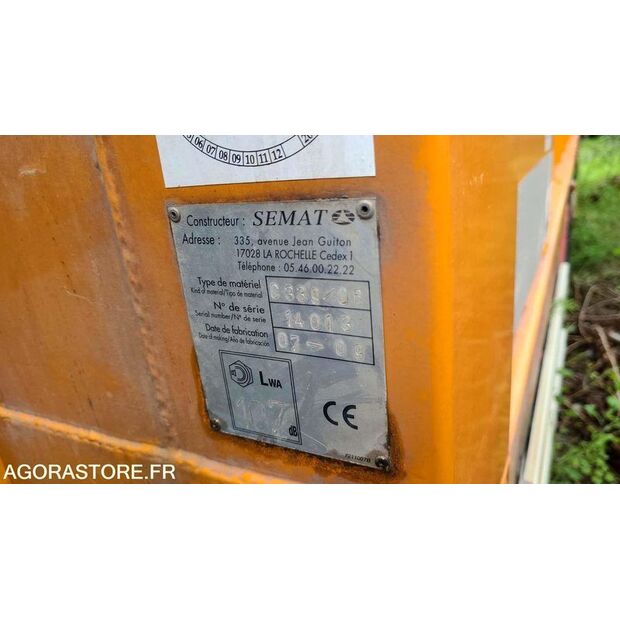 06 07 08 09 10 11 12
Constructeur : SEMAT
Adresse : 335, avenue Jean Guiton
17028 LA ROCHELLE Cedex 1
Téléphone : 05.46.00.22.22
Type de matériel
Kind of material/Tipo de material
N° de série 14013
Serial number/N° de serie
Date de fabrication 07-
Date of making/Año de fabricación
LWA
dB
CE
AGORASTORE.FR